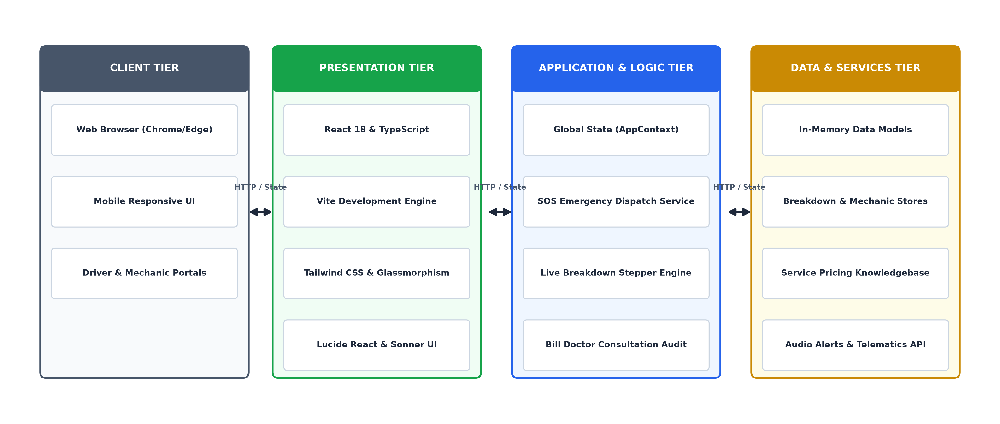 CLIENT TIER
Web Browser (Chrome/Edge)
Mobile Responsive UI
Driver & Mechanic Portals
HTTP / State
PRESENTATION TIER
React 18 & TypeScript
Vite Development Engine
Tailwind CSS & Glassmorphism
Lucide React & Sonner UI
HTTP / State
APPLICATION & LOGIC TIER
Global State (AppContext)
SOS Emergency Dispatch Service
Live Breakdown Stepper Engine
Bill Doctor Consultation Audit
HTTP / State
DATA & SERVICES TIER
In-Memory Data Models
Breakdown & Mechanic Stores
Service Pricing Knowledgebase
Audio Alerts & Telematics API